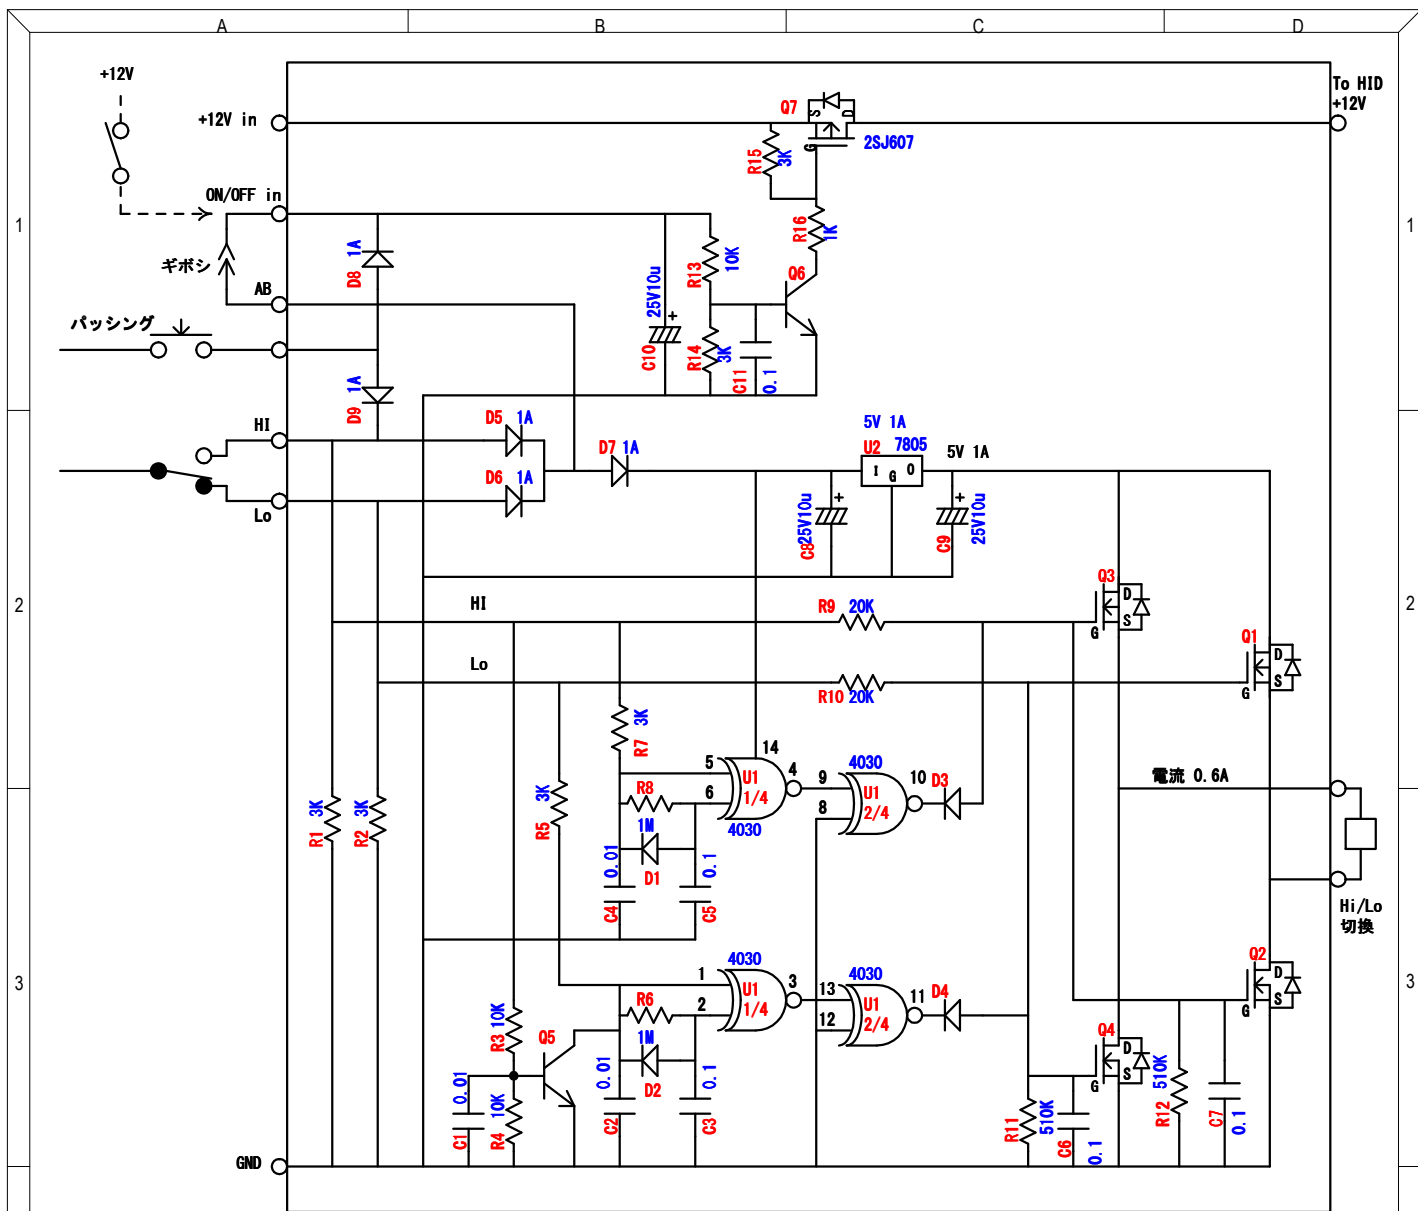 A
B
C
D
+12V
To HID
+12V
Q7
S
D
G
2SJ607
+12V in
R15
3K
ON/OFF in
1
1
R16
1K
ギボシ
1A
D8
R13
10K
Q6
AB
25V10u
+
パッシング
C10
R14
3K
C11
0.1
1A
D9
HI
D5
1A
5V 1A
U2
7805
5V 1A
D7
1A
I
G
O
D6
1A
Lo
25V10u
+
C8
25V10u
+
C9
2
2
HI
R9
20K
Q3
D
S
G
Lo
R10
20K
Q1
D
S
G
R7
3K
14
5
4
6
U1
1/4
4030
4030
9
8
U1
2/4
10
D3
電流 0.6A
R8
1M
R1
3K
R2
3K
R5
3K
0.01
D1
0.1
C4
C5
Hi/Lo
切換
3
3
4030
4030
1
2
3
U1
1/4
13
12
U1
2/4
11
D4
Q2
D
S
G
R6
1M
R3
10K
Q5
Q4
D
S
G
0.01
C1
R4
10K
0.01
C2
D2
0.1
C3
R11
510K
C6
0.1
R12
510K
C7
0.1
GND